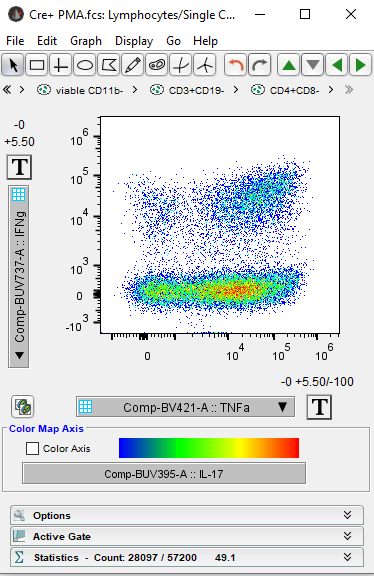 Cre+ PMA.fcs: Lymphocytes/Single C...
File Edit Graph Display Go Help
T
viable CD11b- CD3+CD19- CD4+CD8-
-0
+5.50
T
Comp-BUV737-A :: IFNg
10^6
10^5
10^4
10^3
0
-10^3
0 10^4 10^5 10^6
-0 +5.50/-100
Comp-BV421-A :: TNFa
T
Color Map Axis
Color Axis
Comp-BUV395-A :: IL-17
Options
Active Gate
Σ Statistics - Count: 28097 / 57200 49.1